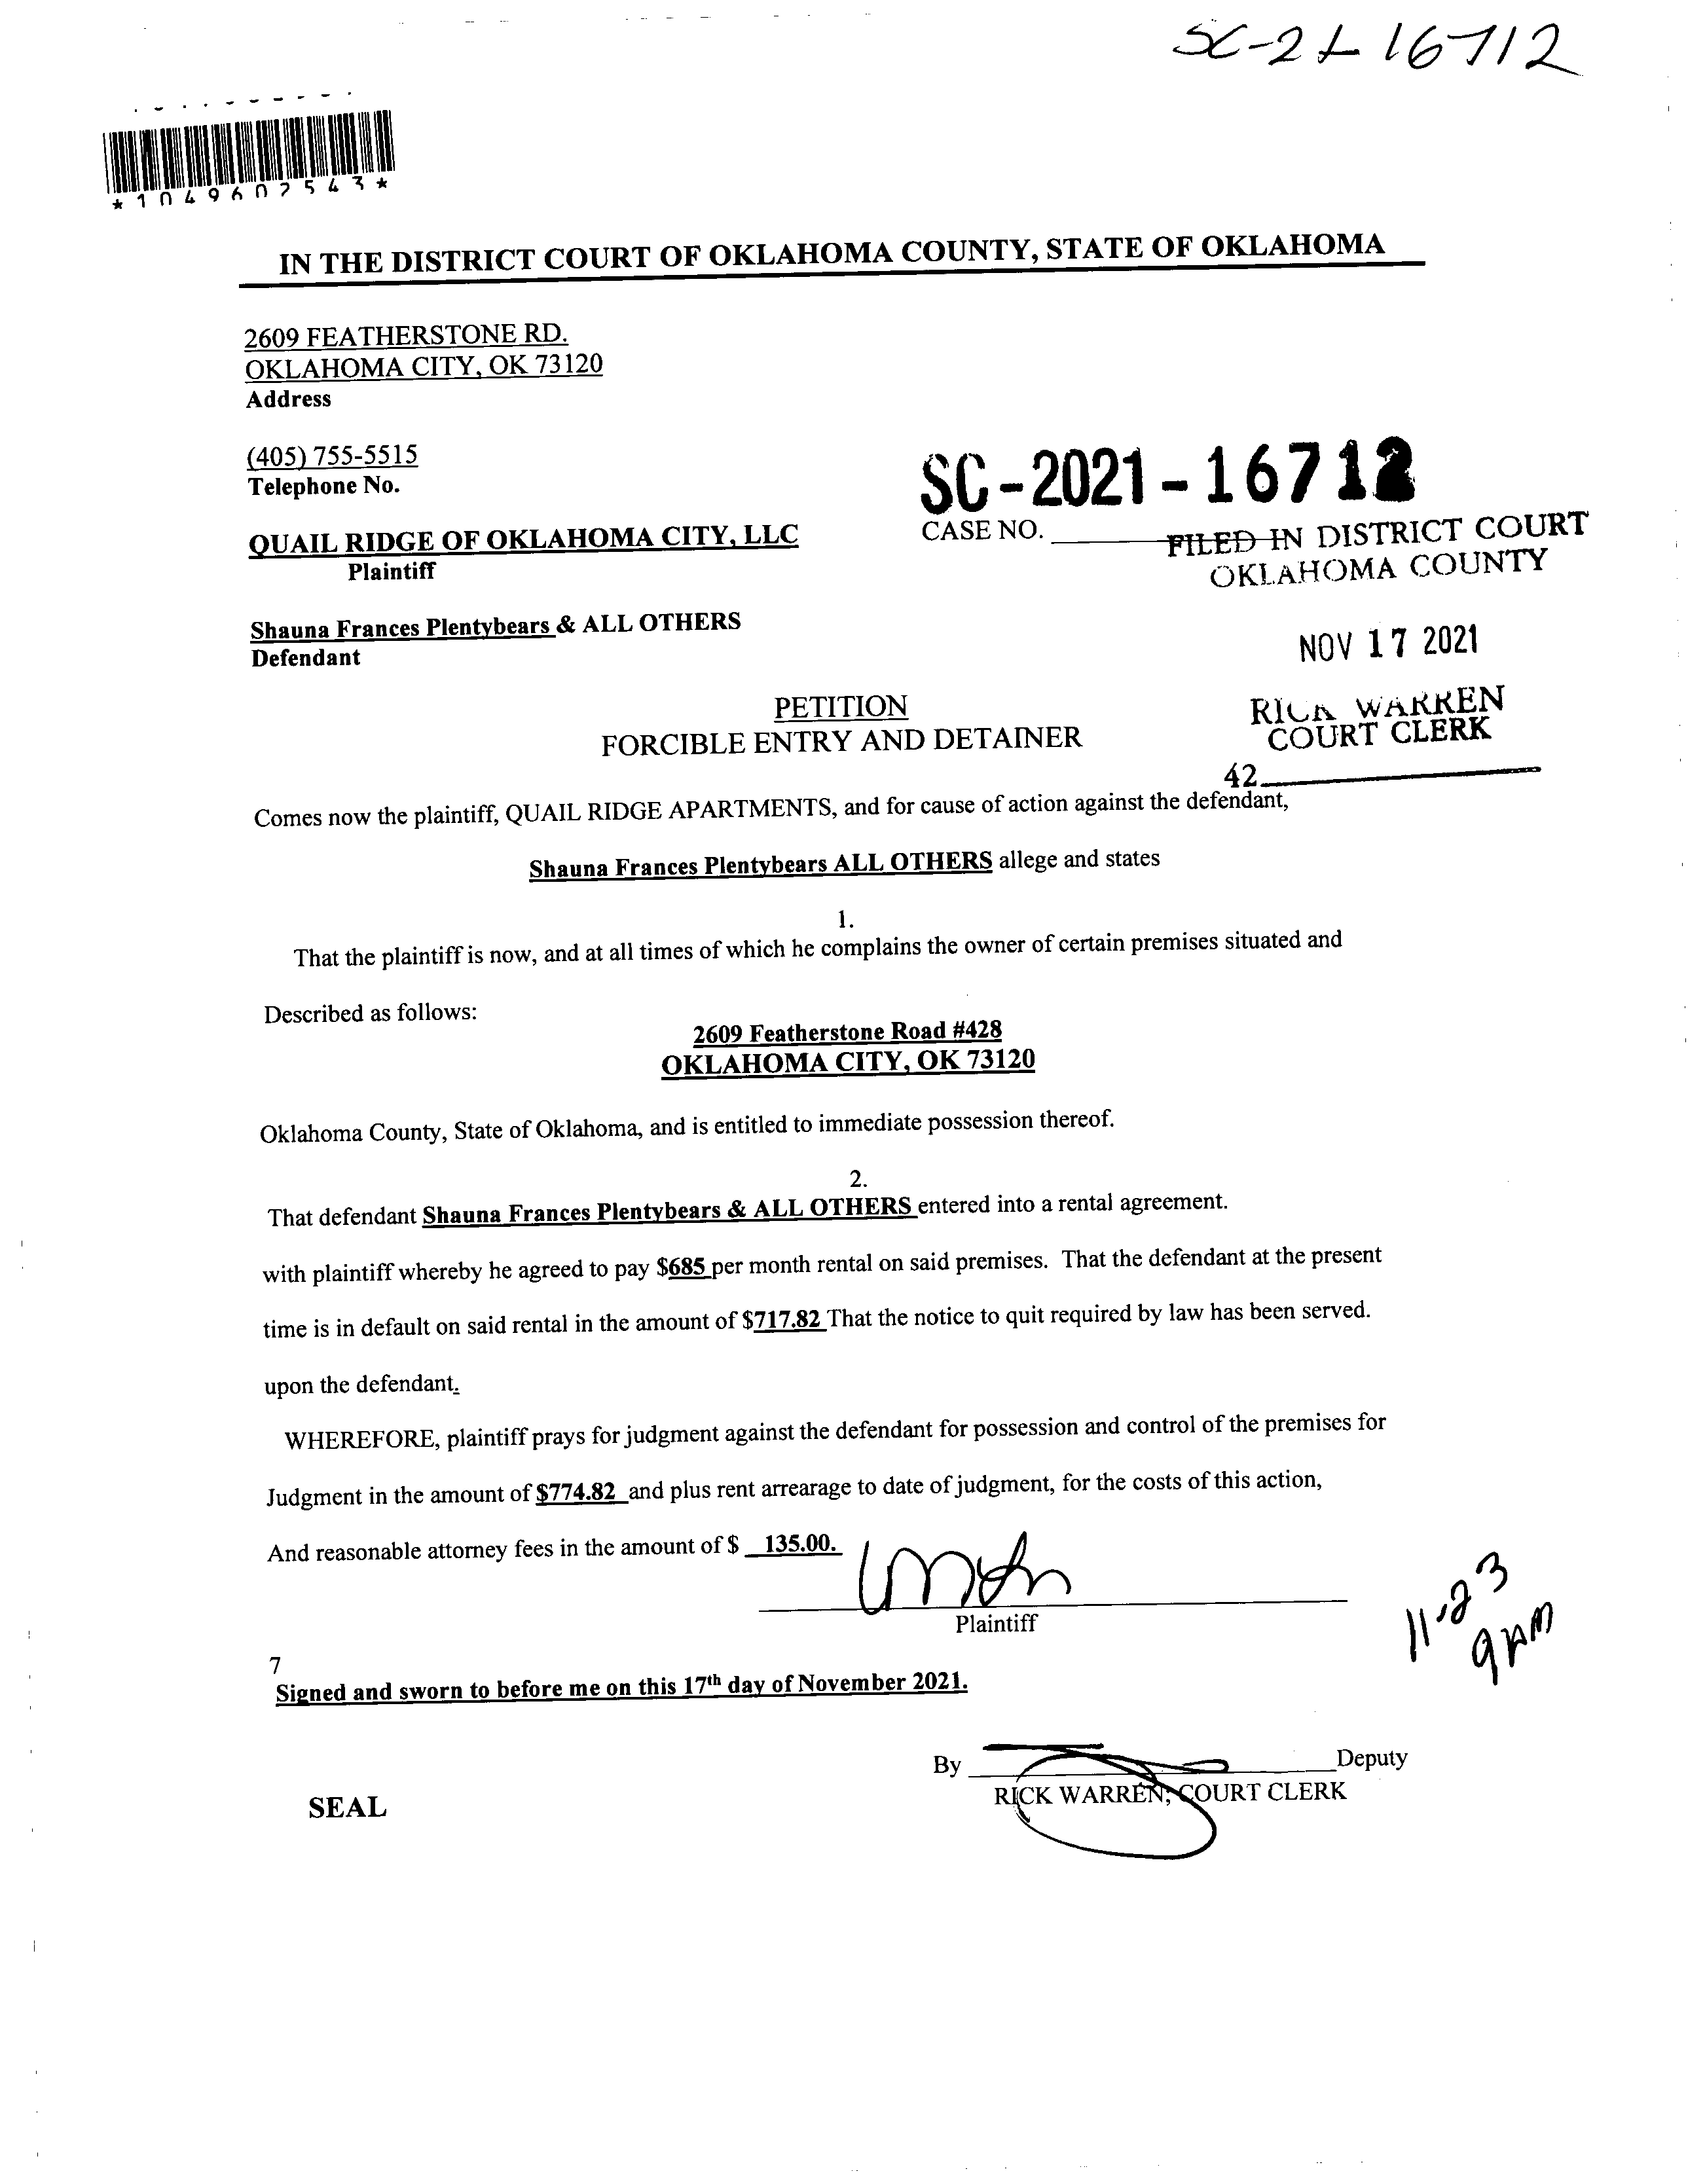 SC-21-16712
*1049607543*
IN THE DISTRICT COURT OF OKLAHOMA COUNTY, STATE OF OKLAHOMA
2609 FEATHERSTONE RD.
OKLAHOMA CITY, OK 73120
Address
(405) 755-5515
Telephone No.
SC-2021-16712
QUAIL RIDGE OF OKLAHOMA CITY, LLC
Plaintiff
CASE NO.
FILED IN DISTRICT COURT
OKLAHOMA COUNTY
Shauna Frances Plentybears & ALL OTHERS
Defendant
NOV 17 2021
PETITION
FORCIBLE ENTRY AND DETAINER
RICK WARREN
COURT CLERK
42
Comes now the plaintiff, QUAIL RIDGE APARTMENTS, and for cause of action against the defendant,
Shauna Frances Plentybears ALL OTHERS allege and states
1.
That the plaintiff is now, and at all times of which he complains the owner of certain premises situated and
Described as follows:
2609 Featherstone Road #428
OKLAHOMA CITY, OK 73120
Oklahoma County, State of Oklahoma, and is entitled to immediate possession thereof.
2.
That defendant Shauna Frances Plentybears & ALL OTHERS entered into a rental agreement.
with plaintiff whereby he agreed to pay $685 per month rental on said premises. That the defendant at the present
time is in default on said rental in the amount of $717.82 That the notice to quit required by law has been served.
upon the defendant.
WHEREFORE, plaintiff prays for judgment against the defendant for possession and control of the premises for
Judgment in the amount of $774.82 and plus rent arrearage to date of judgment, for the costs of this action,
And reasonable attorney fees in the amount of $ 135.00.
Plaintiff
11-23
9pm
7
Signed and sworn to before me on this 17th day of November 2021.
By Deputy
RICK WARREN, COURT CLERK
SEAL